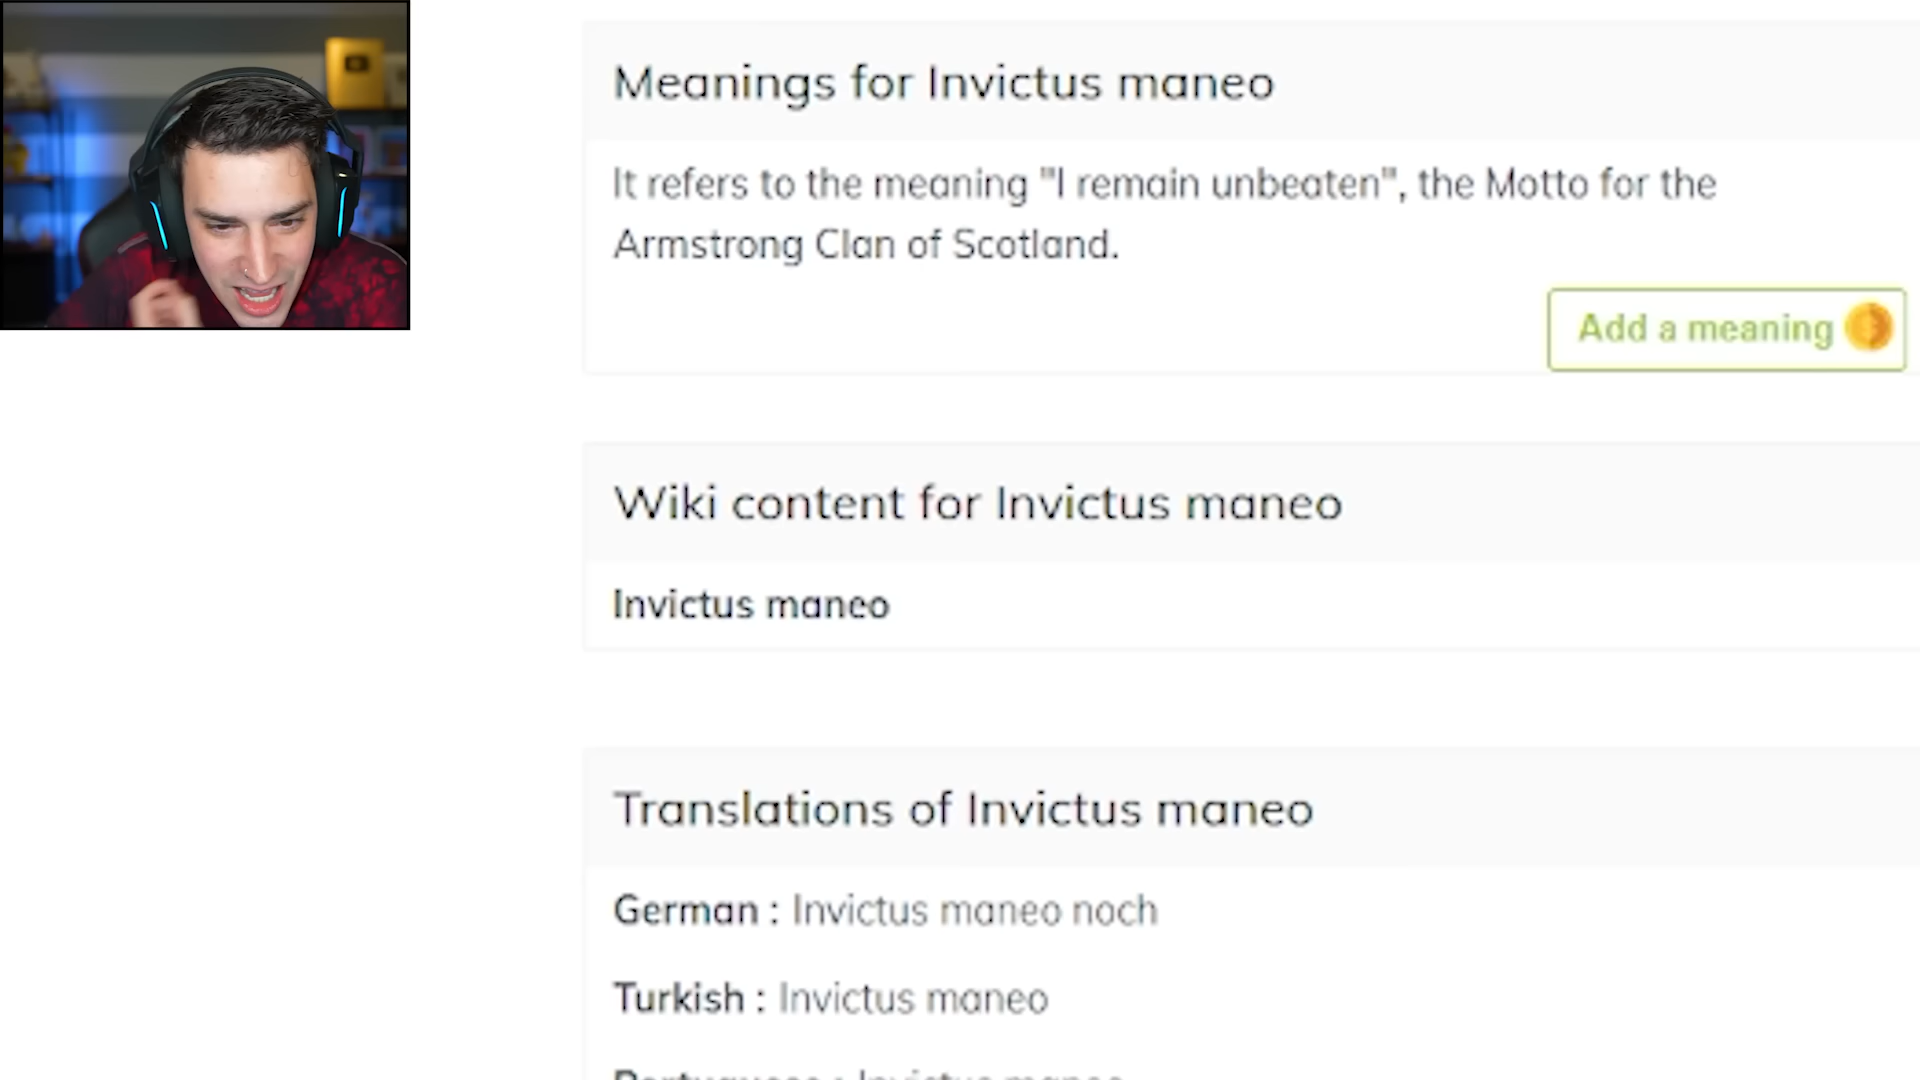 Meanings for Invictus maneo
It refers to the meaning "I remain unbeaten", the Motto for the
Armstrong Clan of Scotland.
Add a meaning
Wiki content for Invictus maneo
Invictus maneo
Translations of Invictus maneo
German : Invictus maneo noch
Turkish : Invictus maneo